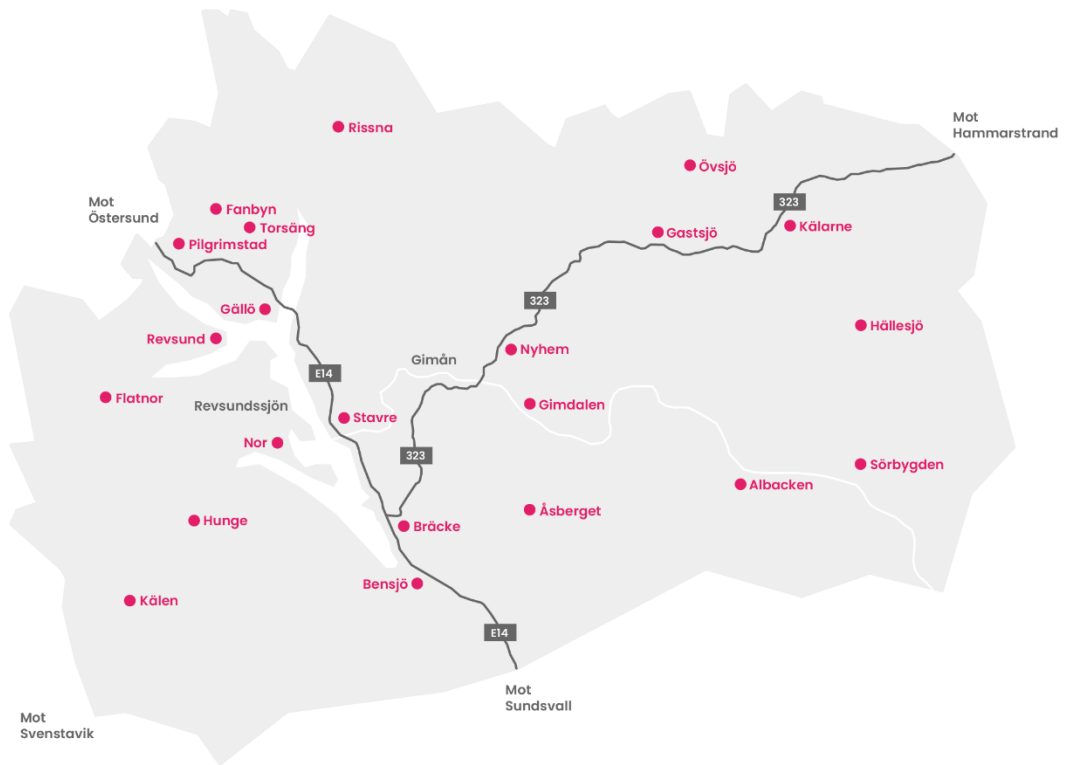 Mot
Hammarstrand
Rissna
Övsjö
323
Mot
Östersund
Fanbyn
Torsäng
Pilgrimstad
Gastsjö
Kälarne
323
Gällö
Revsund
Hällesjö
Nyhem
Gimån
E14
Flatnor
Revsundssjön
Stavre
Gimdalen
Nor
323
Sörbygden
Albacken
Hunge
Bräcke
Åsberget
Bensjö
Kälen
E14
Mot
Sundsvall
Mot
Svenstavik